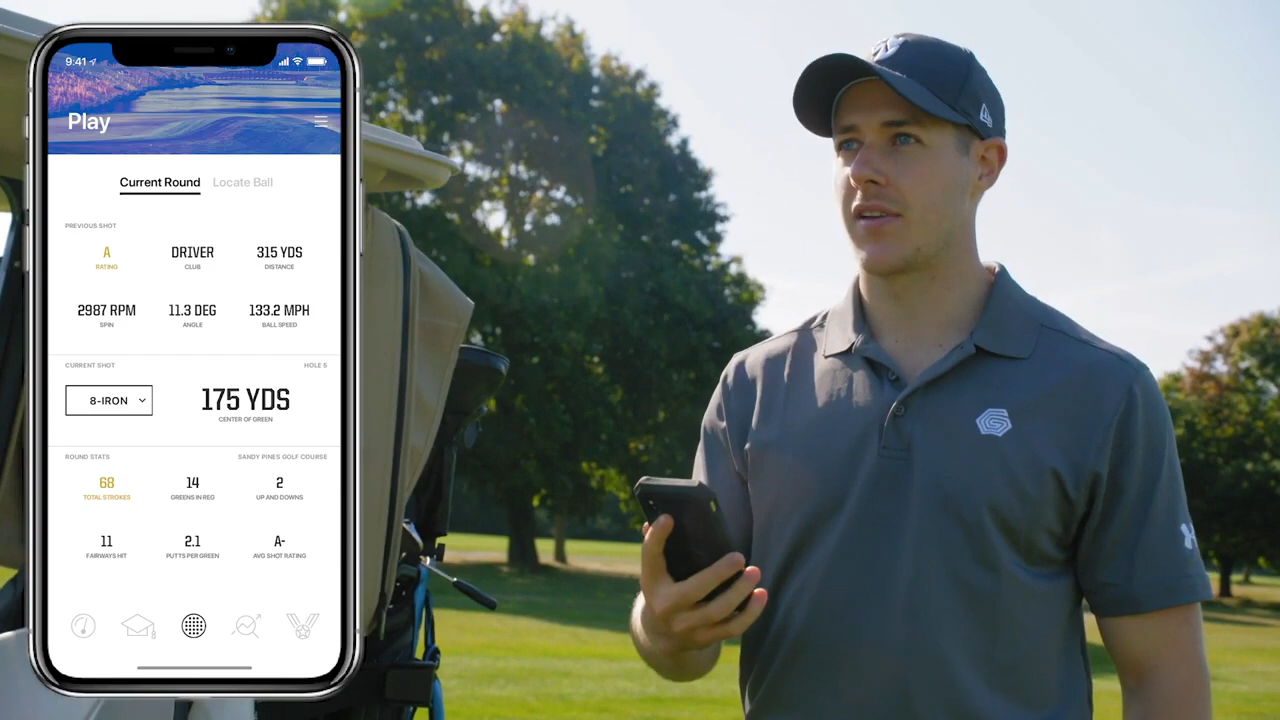 9:41
Play
Current Round Locate Ball
PREVIOUS SHOT
A DRIVER 315 YDS
RATING CLUB DISTANCE
2987 RPM 11.3 DEG 133.2 MPH
SPIN ANGLE BALL SPEED
CURRENT SHOT HOLE 5
8-IRON 175 YDS
CENTER OF GREEN
ROUND STATS SANDY PINES GOLF COURSE
68 14 2
TOTAL STROKES GREENS IN REG UP AND DOWNS
11 2.1 A-
FAIRWAYS HIT PUTTS PER GREEN AVG SHOT RATING